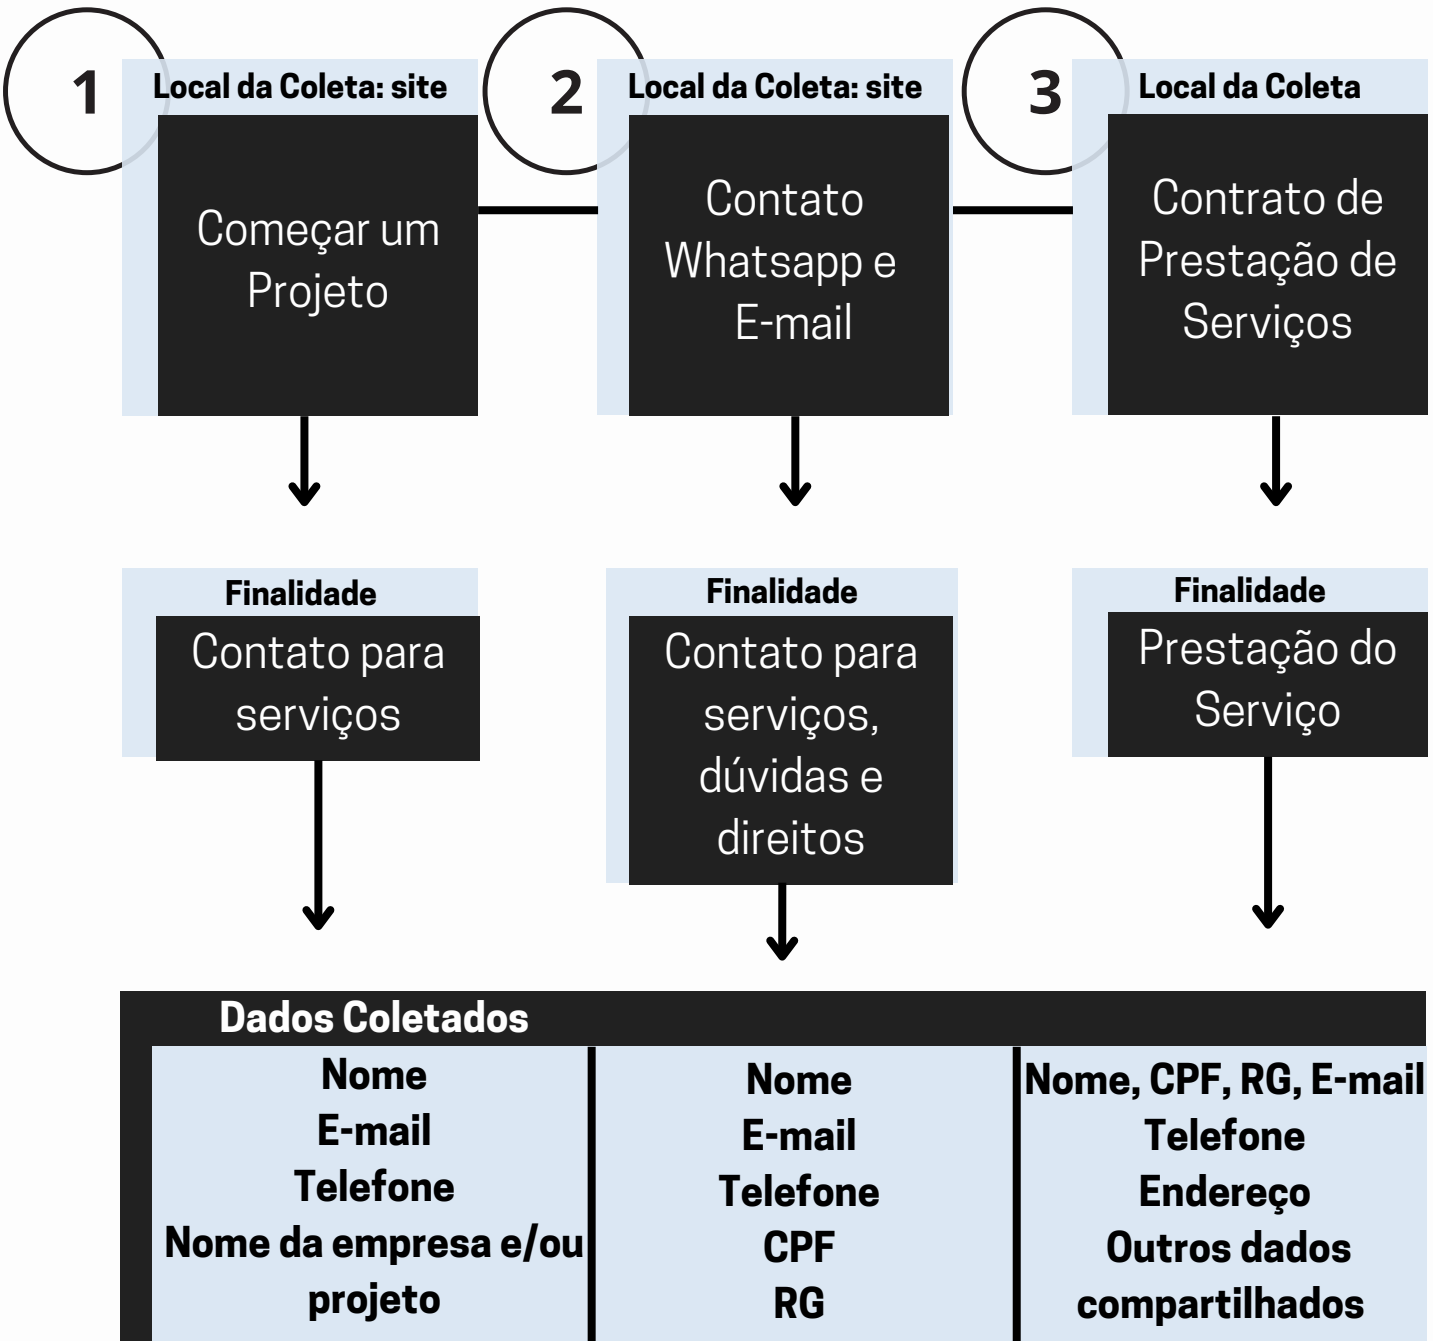 1
Local da Coleta: site
Começar um
Projeto
Finalidade
Contato para
serviços
2
Local da Coleta: site
Contato
Whatsapp e
E-mail
Finalidade
Contato para
serviços,
dúvidas e
direitos
3
Local da Coleta
Contrato de
Prestação de
Serviços
Finalidade
Prestação do
Serviço
Dados Coletados
Nome
E-mail
Telefone
Nome da empresa e/ou
projeto
Nome
E-mail
Telefone
CPF
RG
Nome, CPF, RG, E-mail
Telefone
Endereço
Outros dados
compartilhados